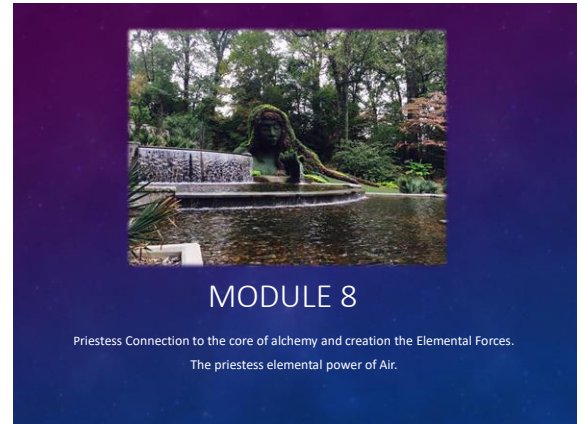 MODULE 8
Priestess Connection to the core of alchemy and creation the Elemental Forces.
The priestess elemental power of Air.